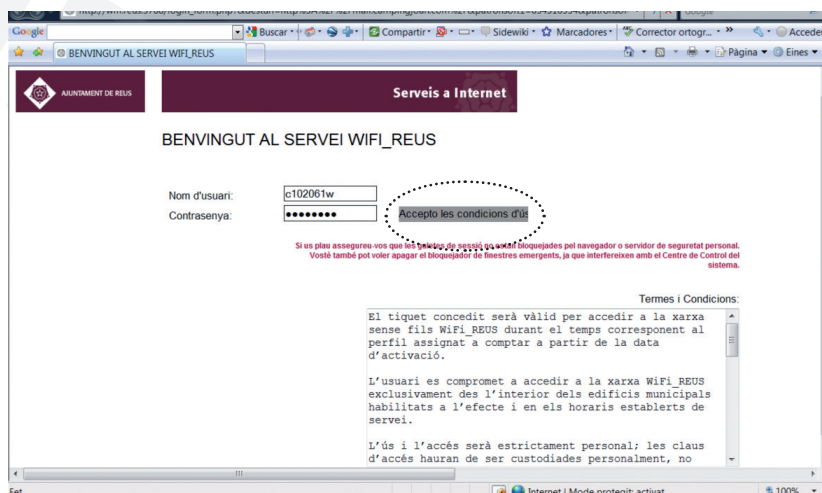 Google
Buscar
Compartir
Sidewiki
Marcadores
Corrector ortogr...
»
Acceder
BENVINGUT AL SERVEI WIFI_REUS
Pàgina
Eines
AJUNTAMENT DE REUS
Serveis a Internet
BENVINGUT AL SERVEI WIFI_REUS
Nom d'usuari: c102061w
Contrasenya: ●●●●●●●● Accepto les condicions d'ús
Si us plau assegureu-vos que les galetes de sessió no estan bloquejades pel navegador o servidor de seguretat personal.
Vostè també pot voler apagar el bloquejador de finestres emergents, ja que interfereixen amb el Centre de Control del
sistema.
Termes i Condicions:
El tiquet concedit serà vàlid per accedir a la xarxa
sense fils WiFi_REUS durant el temps corresponent al
perfil assignat a comptar a partir de la data
d'activació.
L'usuari es compromet a accedir a la xarxa WiFi_REUS
exclusivament des l'interior dels edificis municipals
habilitats a l'efecte i en els horaris establerts de
servei.
L'ús i l'accés serà estrictament personal; les claus
d'accés hauran de ser custodiades personalment, no
Fet
Internet | Mode protegit: activat
100%